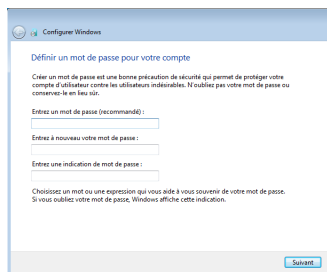 Configurer Windows
Définir un mot de passe pour votre compte
Créer un mot de passe est une bonne précaution de sécurité qui permet de protéger votre
compte d'utilisateur contre les utilisateurs indésirables. N'oubliez pas votre mot de passe ou
conservez-le en lieu sûr.
Entrez un mot de passe (recommandé) :
Entrez à nouveau votre mot de passe :
Entrez une indication de mot de passe :
Choisissez un mot ou une expression qui vous aide à vous souvenir de votre mot de passe.
Si vous oubliez votre mot de passe, Windows affiche cette indication.
Suivant